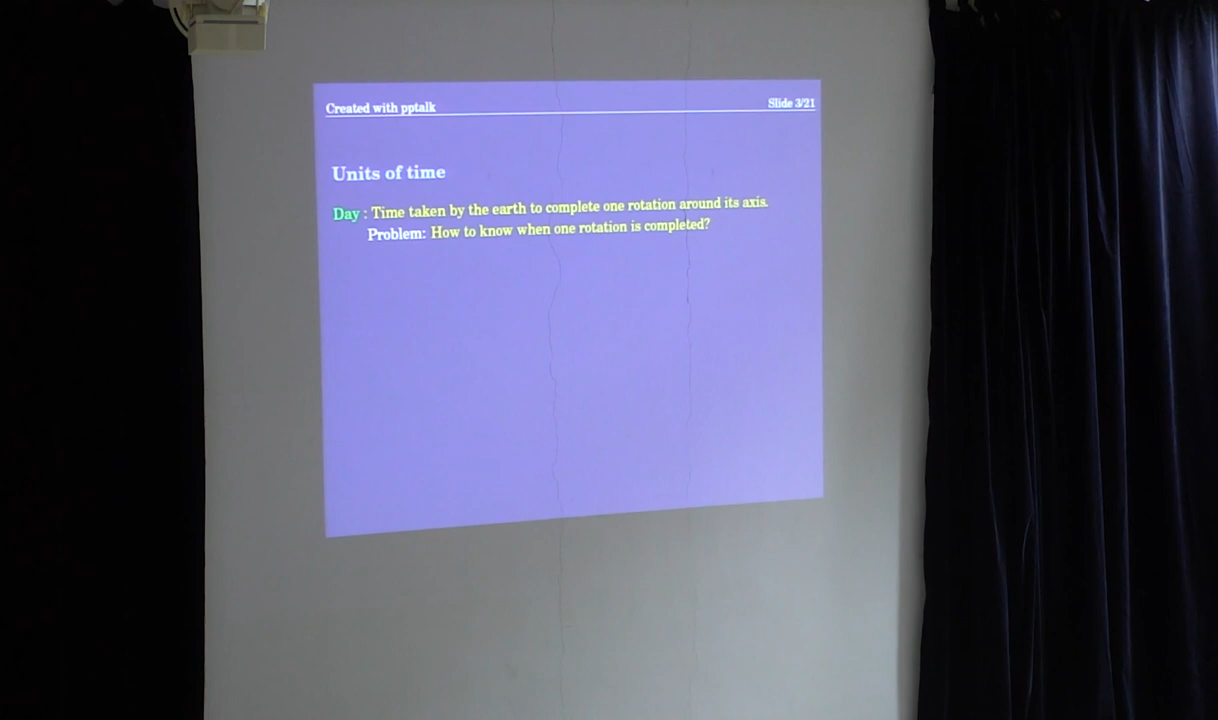 Created with pptalk
Slide 3/21
Units of time
Day : Time taken by the earth to complete one rotation around its axis.
Problem: How to know when one rotation is completed?